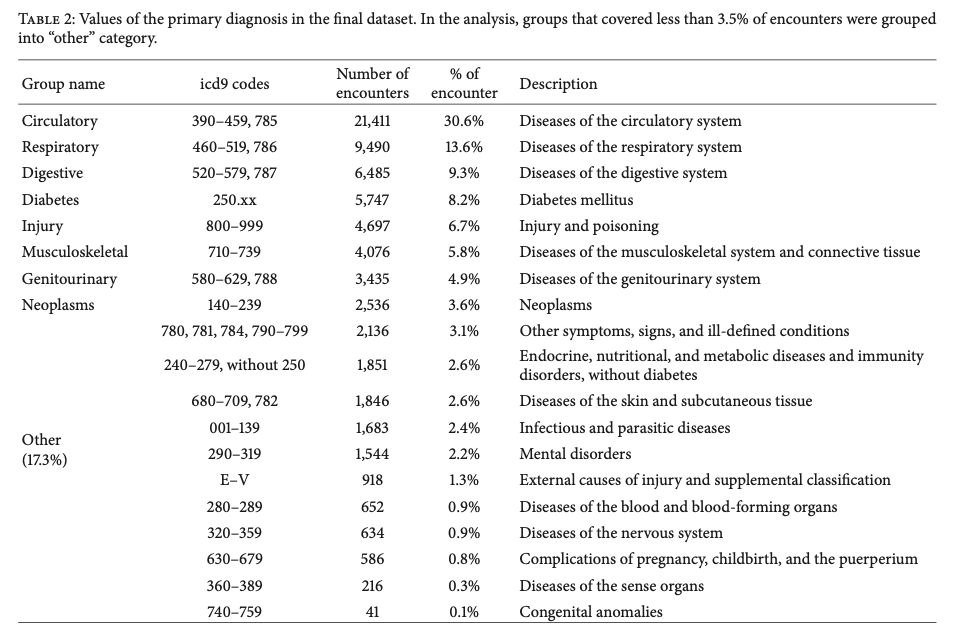 TABLE 2: Values of the primary diagnosis in the final dataset. In the analysis, groups that covered less than 3.5% of encounters were grouped
into “other” category.
Group name icd9 codes Number of encounters % of encounter Description
Circulatory 390–459, 785 21,411 30.6% Diseases of the circulatory system
Respiratory 460–519, 786 9,490 13.6% Diseases of the respiratory system
Digestive 520–579, 787 6,485 9.3% Diseases of the digestive system
Diabetes 250.xx 5,747 8.2% Diabetes mellitus
Injury 800–999 4,697 6.7% Injury and poisoning
Musculoskeletal 710–739 4,076 5.8% Diseases of the musculoskeletal system and connective tissue
Genitourinary 580–629, 788 3,435 4.9% Diseases of the genitourinary system
Neoplasms 140–239 2,536 3.6% Neoplasms
780, 781, 784, 790–799 2,136 3.1% Other symptoms, signs, and ill-defined conditions
240–279, without 250 1,851 2.6% Endocrine, nutritional, and metabolic diseases and immunity
disorders, without diabetes
680–709, 782 1,846 2.6% Diseases of the skin and subcutaneous tissue
001–139 1,683 2.4% Infectious and parasitic diseases
Other
(17.3%)
290–319 1,544 2.2% Mental disorders
E–V 918 1.3% External causes of injury and supplemental classification
280–289 652 0.9% Diseases of the blood and blood-forming organs
320–359 634 0.9% Diseases of the nervous system
630–679 586 0.8% Complications of pregnancy, childbirth, and the puerperium
360–389 216 0.3% Diseases of the sense organs
740–759 41 0.1% Congenital anomalies